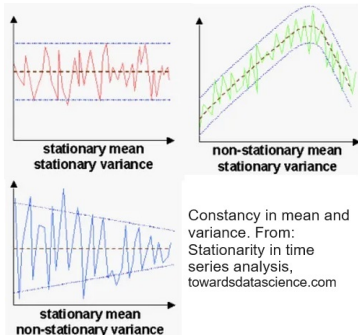 stationary mean
stationary variance
non-stationary mean
stationary variance
stationary mean
non-stationary variance
Constancy in mean and
variance. From:
Stationarity in time
series analysis,
towardsdatascience.com